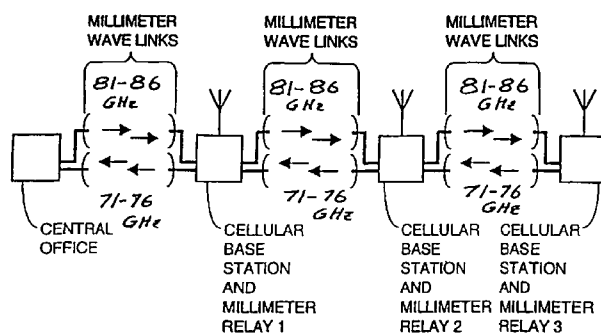 MILLIMETER
WAVE LINKS
MILLIMETER
WAVE LINKS
MILLIMETER
WAVE LINKS
81-86
GHz
81-86
GHz
81-86
GHz
71-76
GHz
71-76
GHz
71-76
GHz
CENTRAL
OFFICE
CELLULAR
BASE
STATION
AND
MILLIMETER
RELAY 1
CELLULAR
BASE
STATION
AND
MILLIMETER
RELAY 2
CELLULAR
BASE
STATION
AND
MILLIMETER
RELAY 3